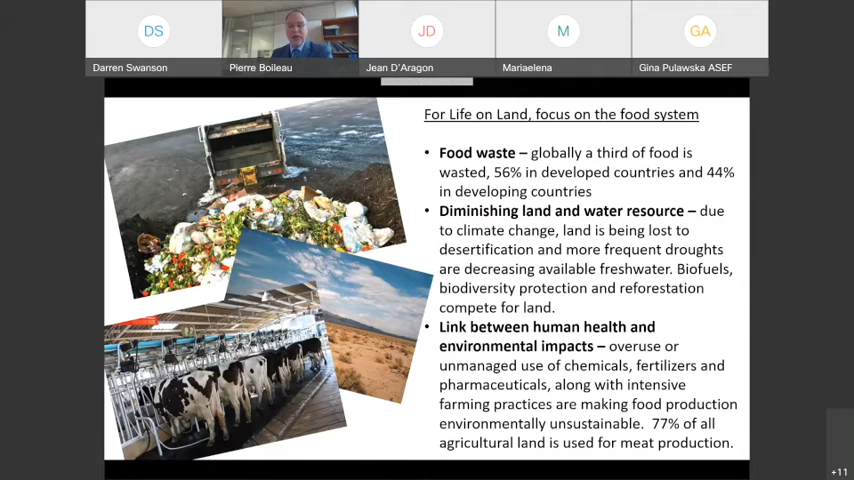 DS
JD
M
GA
Darren Swanson
Pierre Boileau
Jean D'Aragon
Mariaelena
Gina Pulawska ASEF
For Life on Land, focus on the food system
• Food waste – globally a third of food is
wasted, 56% in developed countries and 44%
in developing countries
• Diminishing land and water resource – due
to climate change, land is being lost to
desertification and more frequent droughts
are decreasing available freshwater. Biofuels,
biodiversity protection and reforestation
compete for land.
• Link between human health and
environmental impacts – overuse or
unmanaged use of chemicals, fertilizers and
pharmaceuticals, along with intensive
farming practices are making food production
environmentally unsustainable. 77% of all
agricultural land is used for meat production.
+11